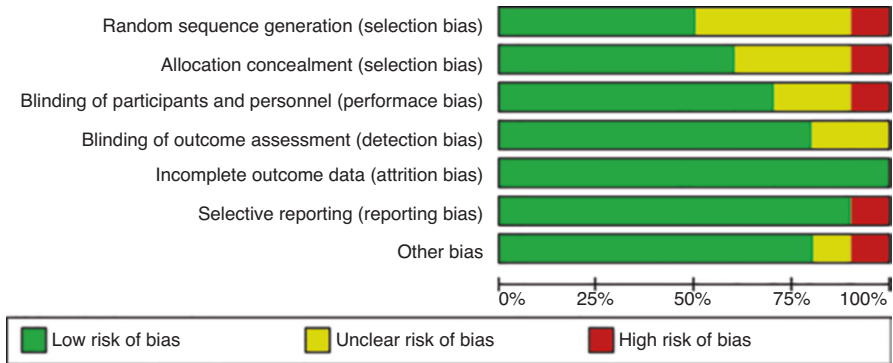 Random sequence generation (selection bias)
Allocation concealment (selection bias)
Blinding of participants and personnel (performace bias)
Blinding of outcome assessment (detection bias)
Incomplete outcome data (attrition bias)
Selective reporting (reporting bias)
Other bias
0% 25% 50% 75% 100%
Low risk of bias Unclear risk of bias High risk of bias